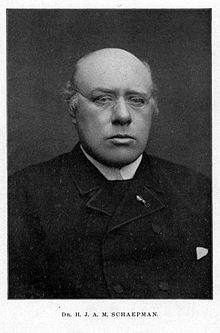 DR. H. J. A. M. SCHAEPMAN.